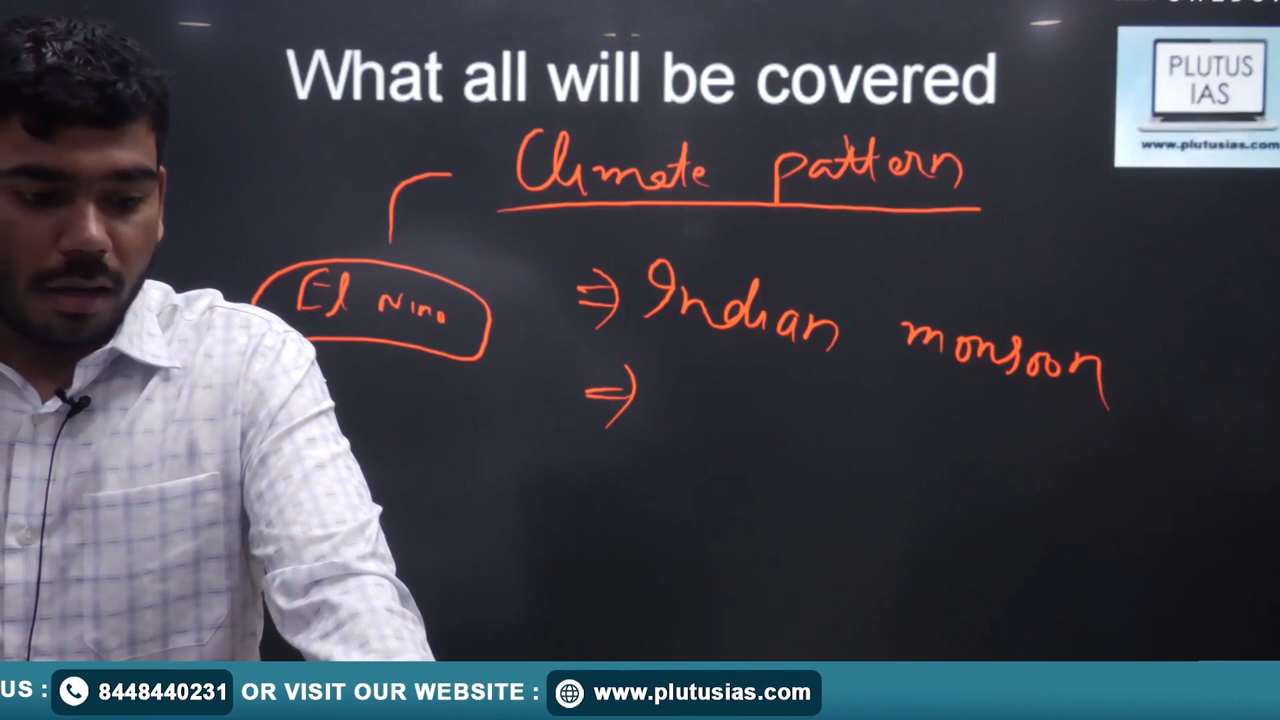 What all will be covered
PLUTUS
IAS
www.plutusias.com
Climate pattern
El Nino
⇒ Indian monsoon
⇒
US : 8448440231 OR VISIT OUR WEBSITE : www.plutusias.com